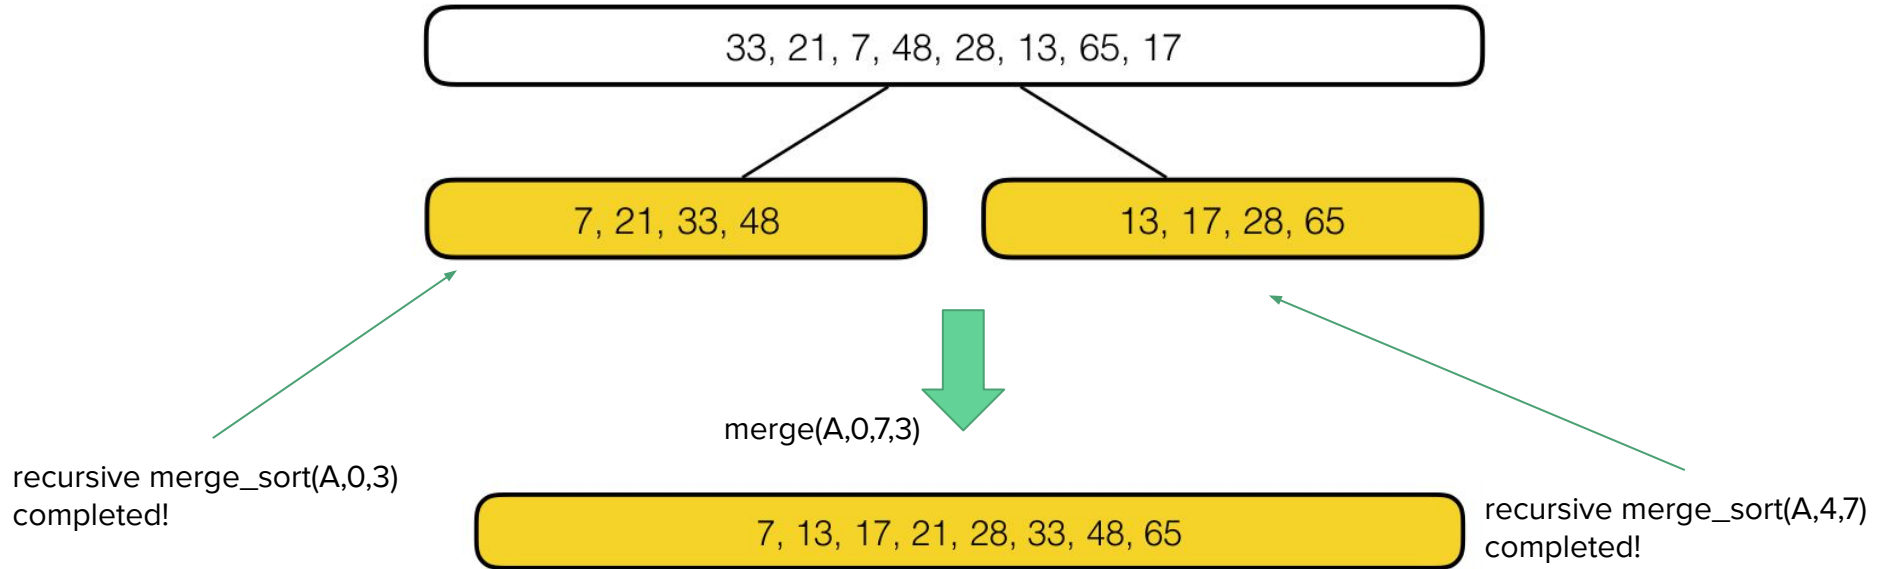 33, 21, 7, 48, 28, 13, 65, 17
7, 21, 33, 48
13, 17, 28, 65
merge(A,0,7,3)
recursive merge_sort(A,0,3)
completed!
7, 13, 17, 21, 28, 33, 48, 65
recursive merge_sort(A,4,7)
completed!